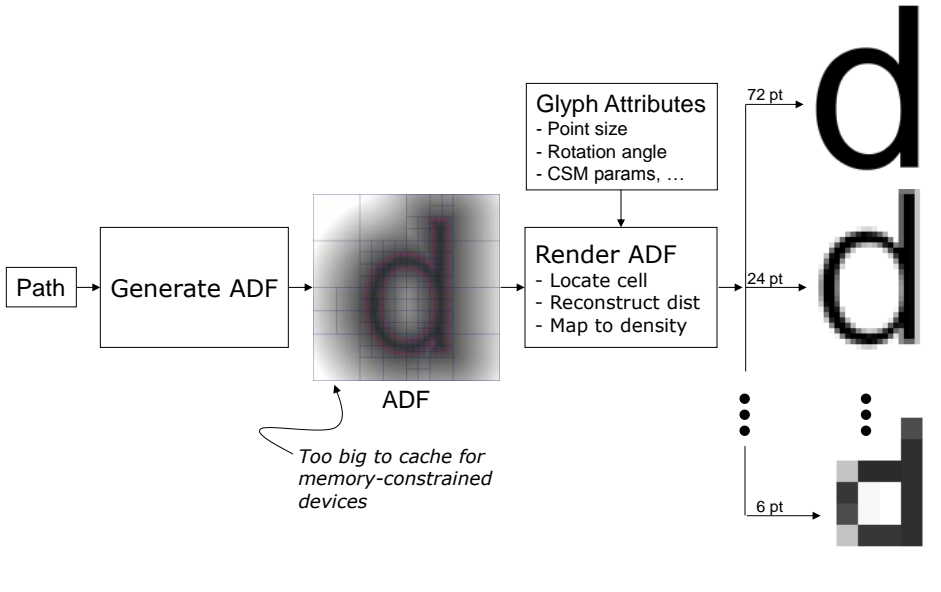 Path
Generate ADF
ADF
Too big to cache for
memory-constrained
devices
Glyph Attributes
- Point size
- Rotation angle
- CSM params, …
Render ADF
- Locate cell
- Reconstruct dist
- Map to density
72 pt
d
24 pt
d
6 pt
d